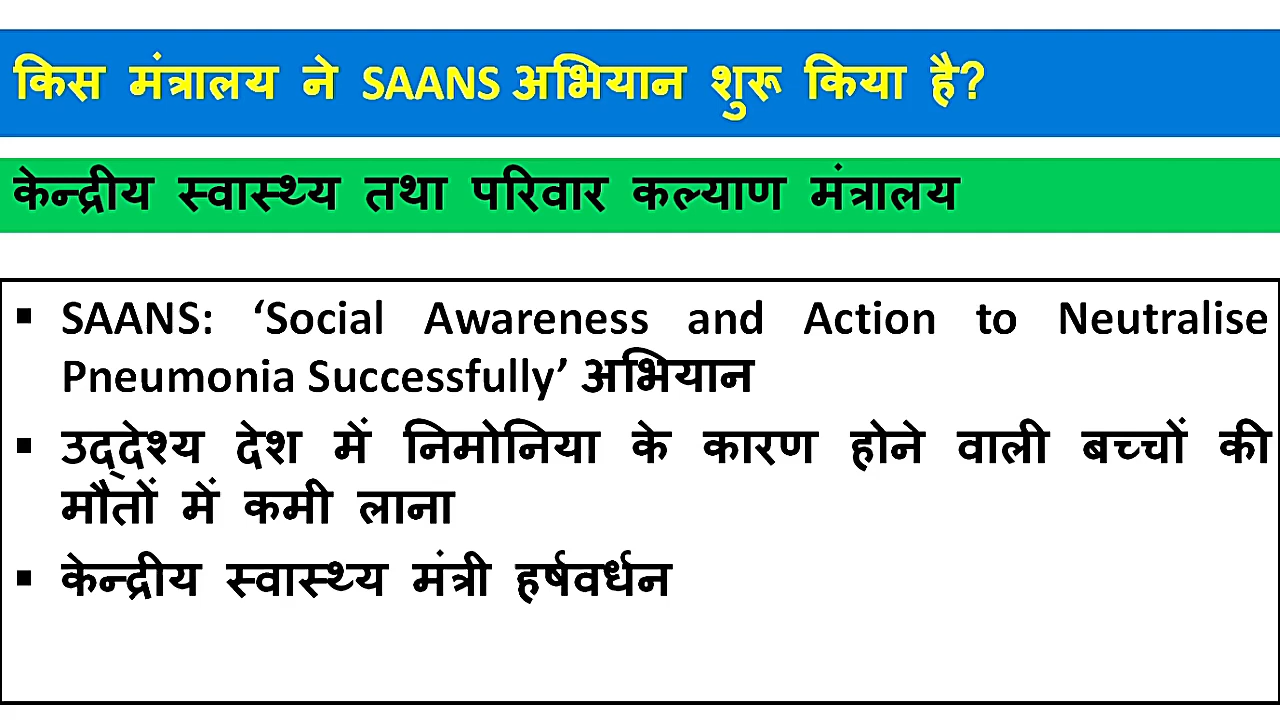 किस मंत्रालय ने SAANS अभियान शुरू किया है?
केन्द्रीय स्वास्थ्य तथा परिवार कल्याण मंत्रालय
▪ SAANS: ‘Social Awareness and Action to Neutralise
Pneumonia Successfully’ अभियान
▪ उद्देश्य देश में निमोनिया के कारण होने वाली बच्चों की
मौतों में कमी लाना
▪ केन्द्रीय स्वास्थ्य मंत्री हर्षवर्धन